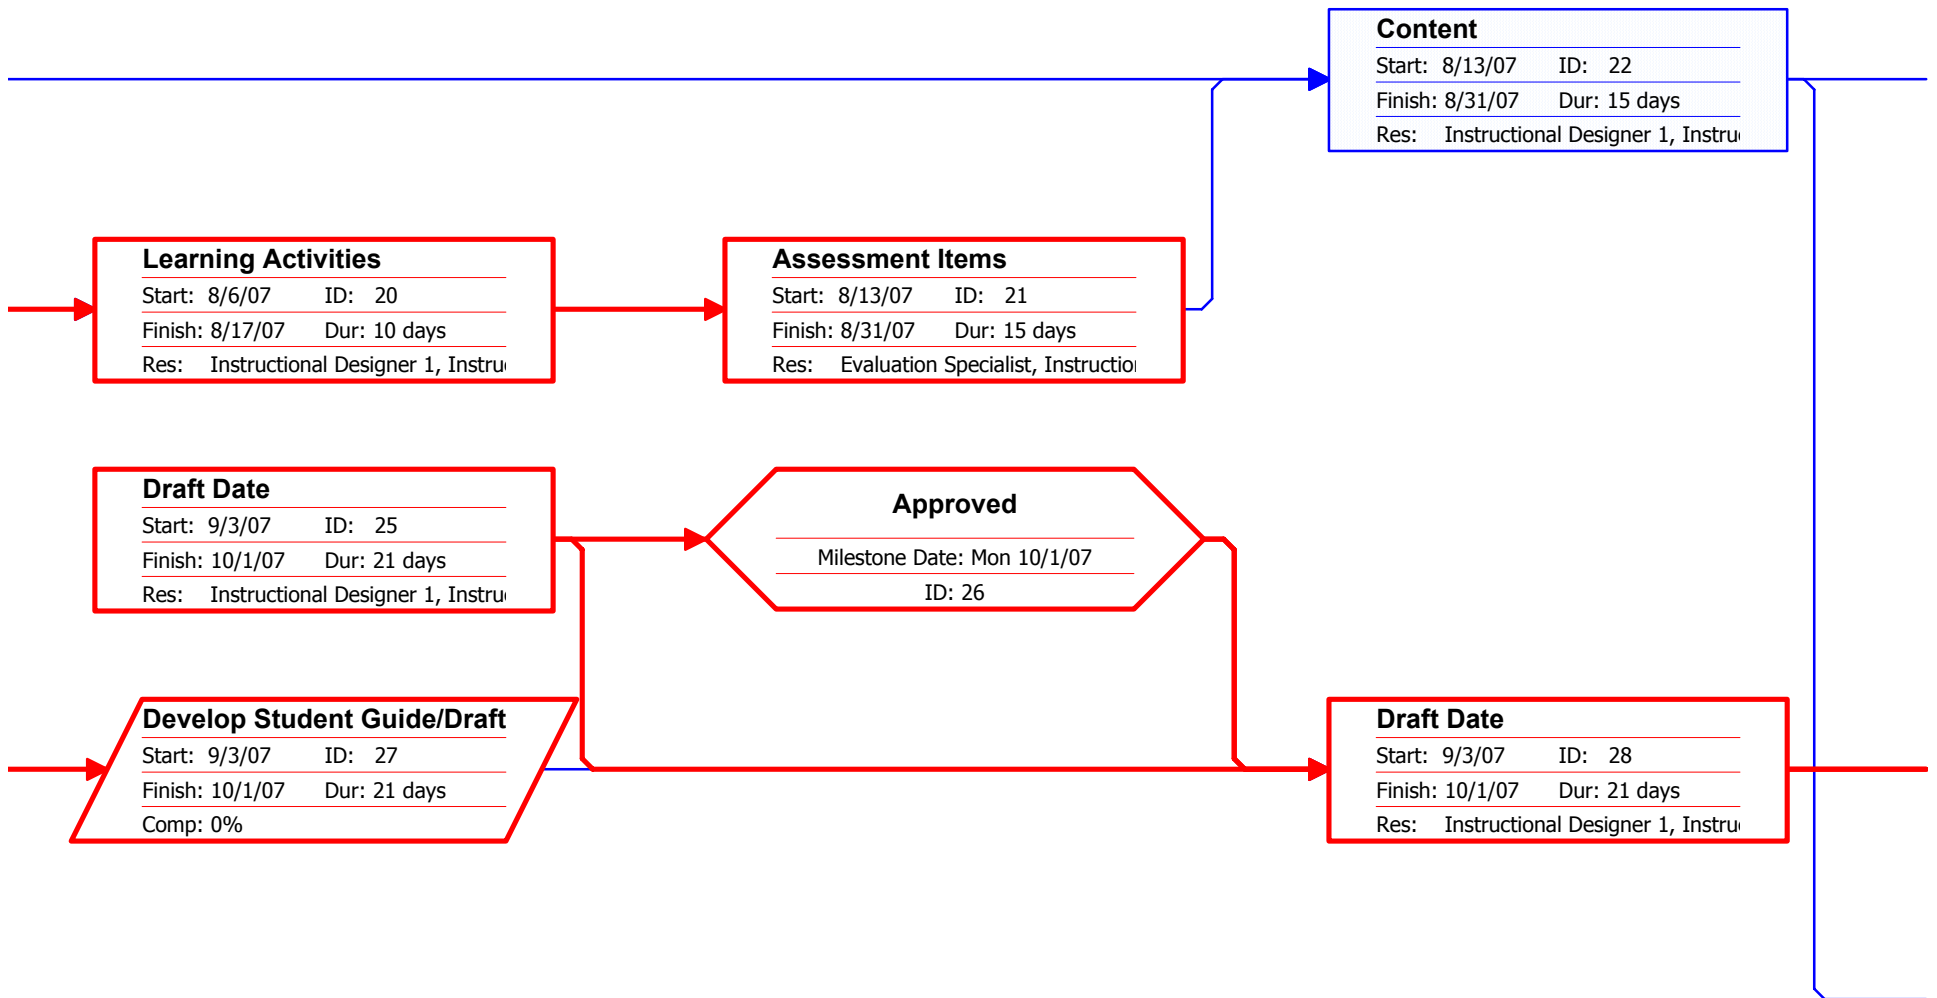 Content
Start: 8/13/07 ID: 22
Finish: 8/31/07 Dur: 15 days
Res: Instructional Designer 1, Instru
Learning Activities
Start: 8/6/07 ID: 20
Finish: 8/17/07 Dur: 10 days
Res: Instructional Designer 1, Instru
Assessment Items
Start: 8/13/07 ID: 21
Finish: 8/31/07 Dur: 15 days
Res: Evaluation Specialist, Instruction
Draft Date
Start: 9/3/07 ID: 25
Finish: 10/1/07 Dur: 21 days
Res: Instructional Designer 1, Instru
Approved
Milestone Date: Mon 10/1/07
ID: 26
Develop Student Guide/Draft
Start: 9/3/07 ID: 27
Finish: 10/1/07 Dur: 21 days
Comp: 0%
Draft Date
Start: 9/3/07 ID: 28
Finish: 10/1/07 Dur: 21 days
Res: Instructional Designer 1, Instru